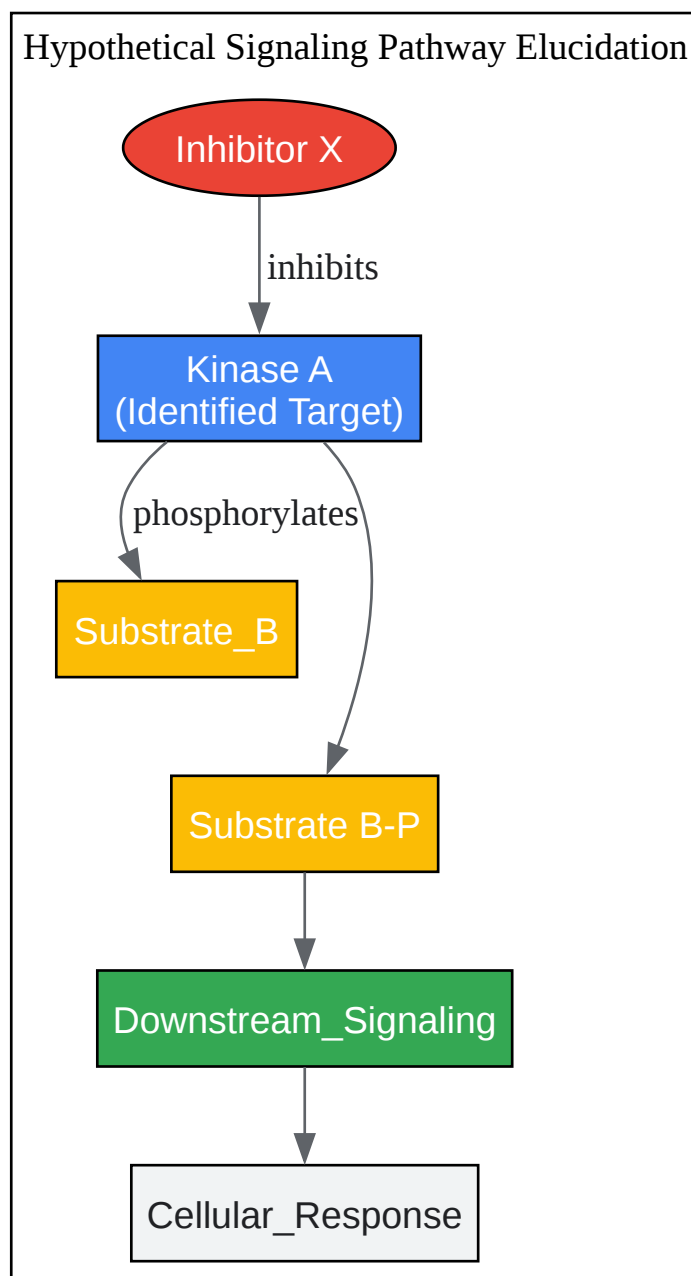 Hypothetical Signaling Pathway Elucidation
Inhibitor X
inhibits
Kinase A
(Identified Target)
phosphorylates
Substrate_B
Substrate B-P
Downstream_Signaling
Cellular_Response